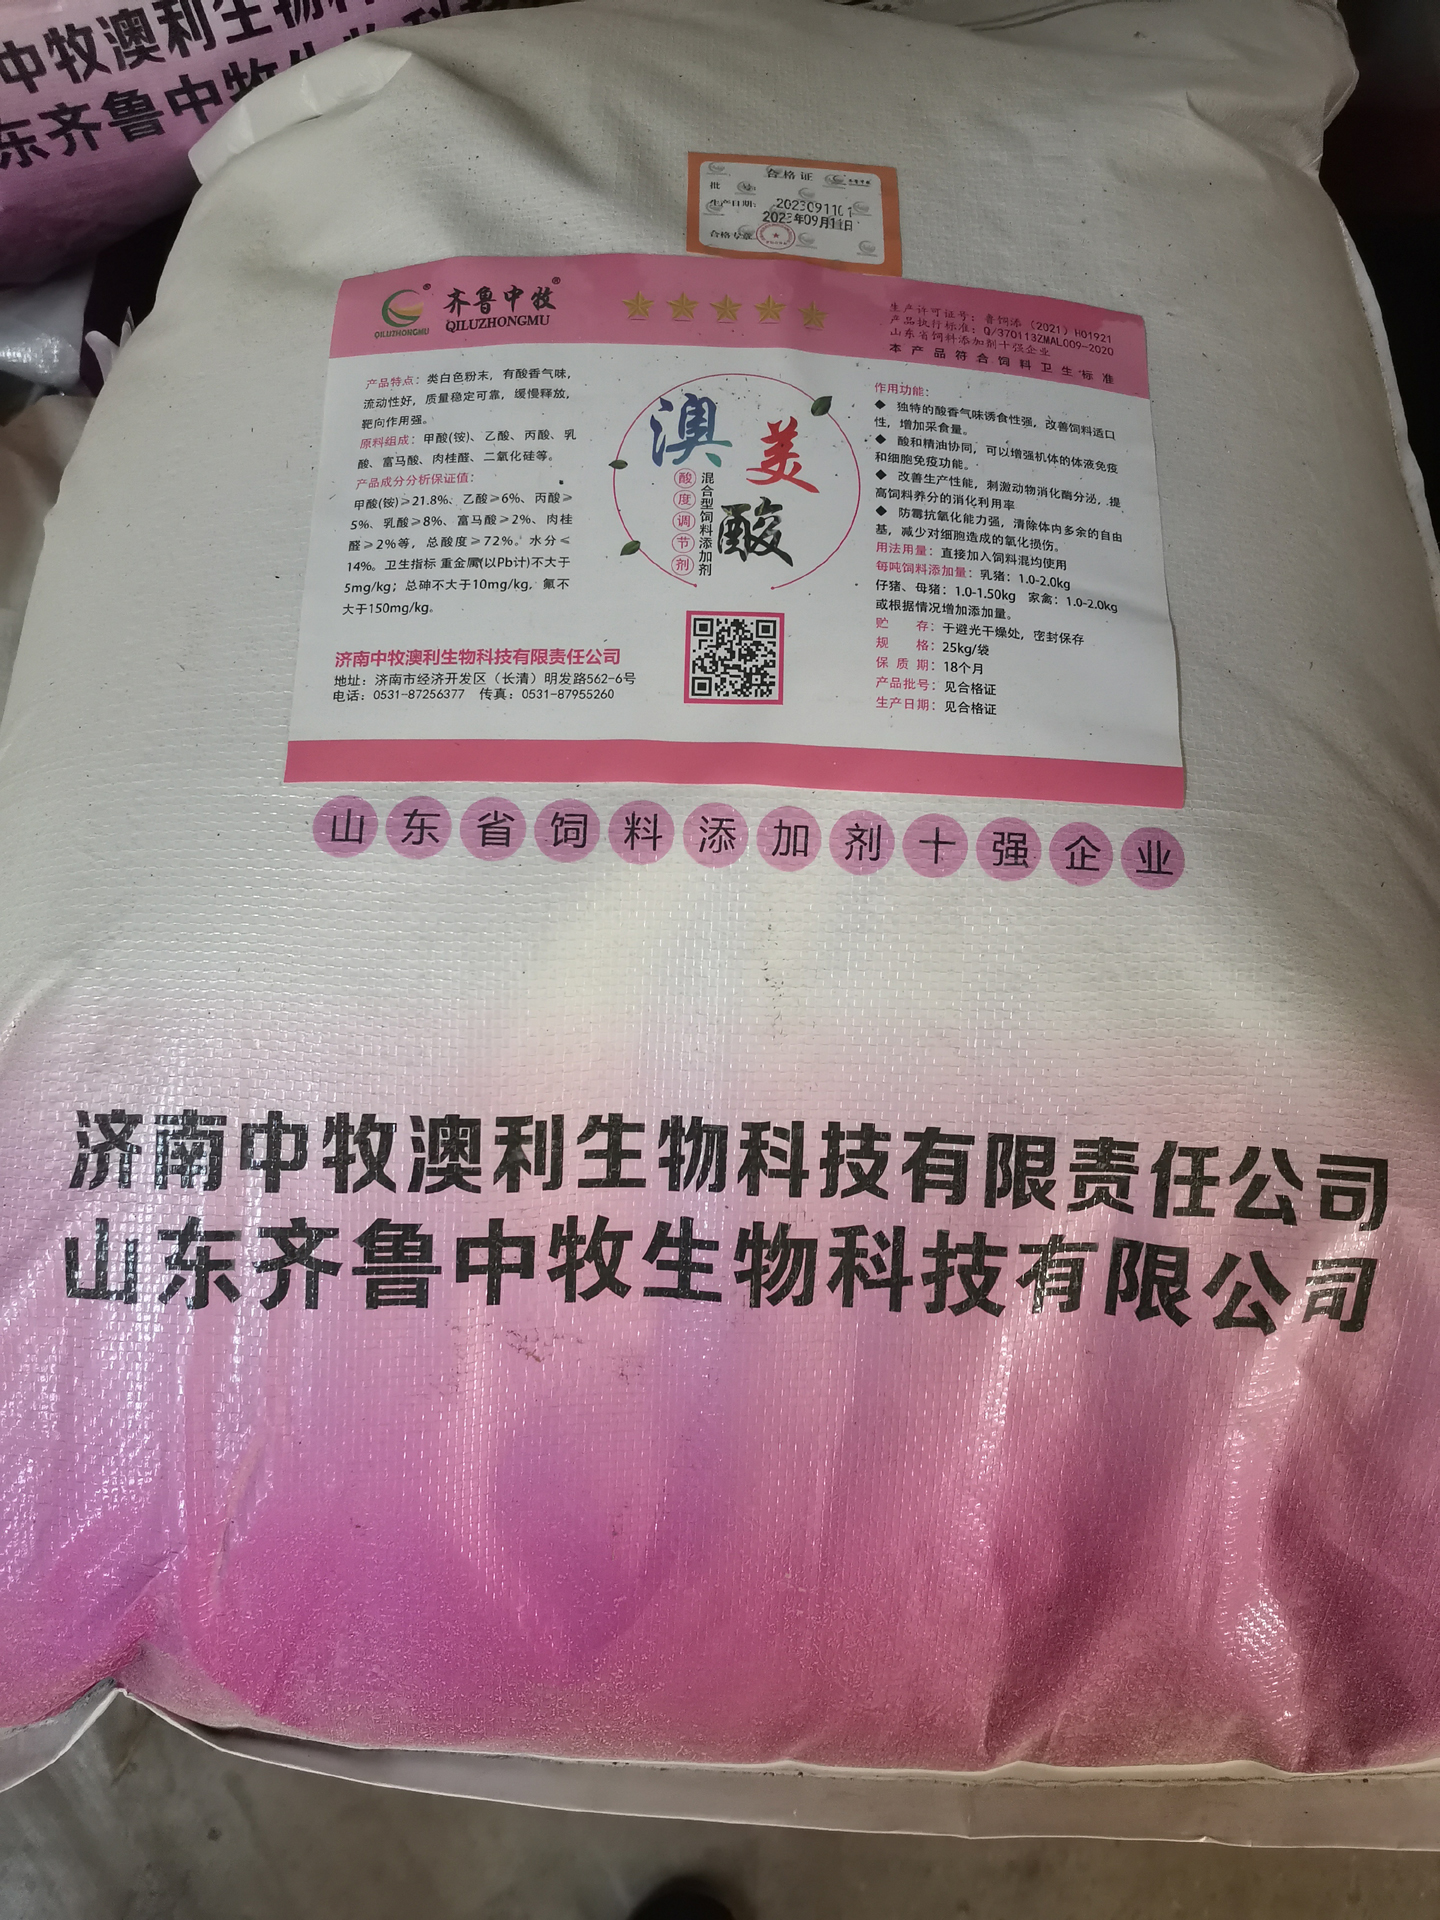 中牧澳利生物科
东齐鲁中牧生物科技
合格证
批
2023091101
生产日期: 2023年09月11日
合格专章
齐鲁中牧®
QILUZHONGMU
QILUZHONGMU
生产许可证号：鲁饲添（2021）H01921
产品执行标准：Q/370113ZMAL009-2020
山东省饲料添加剂十强企业
本产品符合饲料卫生标准
产品特点：类白色粉末，有酸香气味，
流动性好，质量稳定可靠，缓慢释放，
靶向作用强。
原料组成：甲酸(铵)、乙酸、丙酸、乳
酸、富马酸、肉桂醛、二氧化硅等。
产品成分分析保证值：
甲酸(铵)≥21.8%、乙酸≥6%、丙酸≥
5%、乳酸≥8%、富马酸≥2%、肉桂
醛≥2%等，总酸度≥72%。水分≤
14%。卫生指标 重金属(以Pb计)不大于
5mg/kg；总砷不大于10mg/kg，氟不
大于150mg/kg。
澳美酸
酸度调节剂
混合型饲料添加剂
作用功能：
◆ 独特的酸香气味诱食性强，改善饲料适口
性，增加采食量。
◆ 酸和精油协同，可以增强机体的体液免疫
和细胞免疫功能。
◆ 改善生产性能，刺激动物消化酶分泌，提
高饲料养分的消化利用率
◆ 防霉抗氧化能力强，清除体内多余的自由
基，减少对细胞造成的氧化损伤。
用法用量：直接加入饲料混均使用
每吨饲料添加量：乳猪：1.0-2.0kg
仔猪、母猪：1.0-1.50kg 家禽：1.0-2.0kg
或根据情况增加添加量。
贮 存：于避光干燥处，密封保存
规 格：25kg/袋
保 质 期：18个月
产品批号：见合格证
生产日期：见合格证
济南中牧澳利生物科技有限责任公司
地址：济南市经济开发区（长清）明发路562-6号
电话：0531-87256377 传真：0531-87955260
山东省饲料添加剂十强企业
济南中牧澳利生物科技有限责任公司
山东齐鲁中牧生物科技有限公司